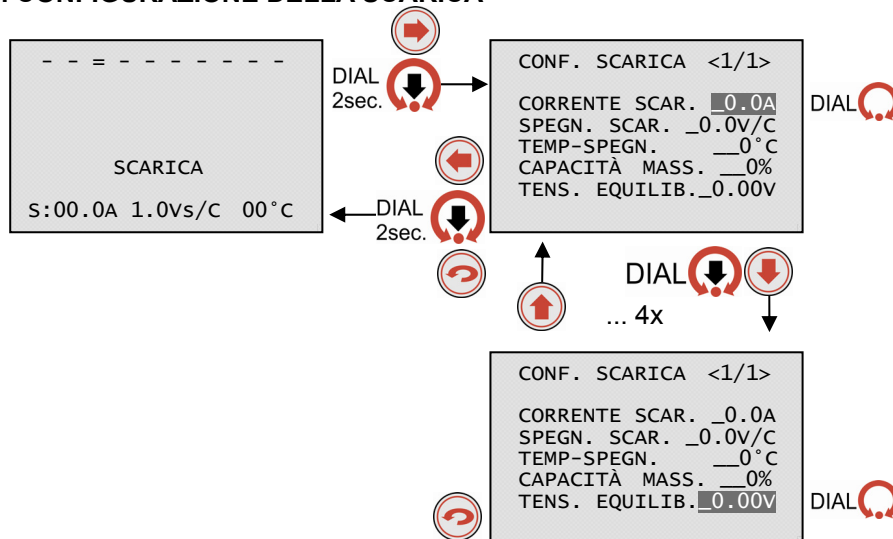 CONFIGURAZIONE DELLA SCARICA
- - = - - - - - - - -
SCARICA
S:00.0A 1.0Vs/C 00°C
DIAL
2sec.
DIAL
2sec.
CONF. SCARICA <1/1>
CORRENTE SCAR. _0.0A
SPEGN. SCAR. _0.0V/C
TEMP-SPEGN. __0°C
CAPACITÀ MASS. __0%
TENS. EQUILIB._0.00V
DIAL
DIAL
... 4x
CONF. SCARICA <1/1>
CORRENTE SCAR. _0.0A
SPEGN. SCAR. _0.0V/C
TEMP-SPEGN. __0°C
CAPACITÀ MASS. __0%
TENS. EQUILIB._0.00V
DIAL